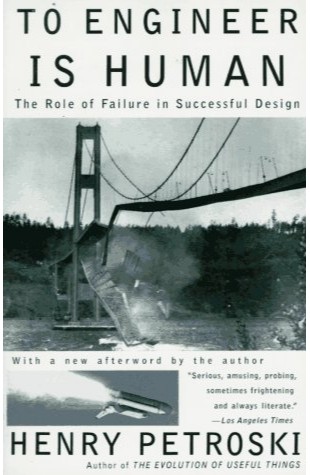 TO ENGINEER
IS HUMAN
The Role of Failure in Successful Design
With a new afterword by the author
"Serious, amusing, probing,
sometimes frightening
and always literate."
—Los Angeles Times
HENRY PETROSKI
Author of THE EVOLUTION OF USEFUL THINGS